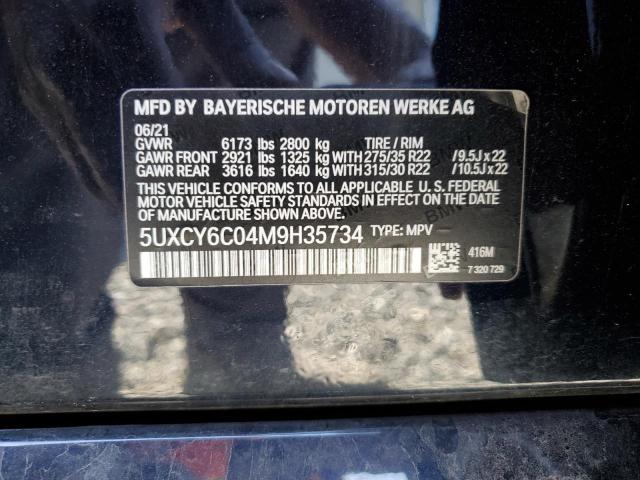 MFD BY BAYERISCHE MOTOREN WERKE AG
06/21
GVWR 6173 lbs 2800 kg TIRE / RIM
GAWR FRONT 2921 lbs 1325 kg WITH 275/35 R22 /9.5J x 22
GAWR REAR 3616 lbs 1640 kg WITH 315/30 R22 /10.5J x 22
THIS VEHICLE CONFORMS TO ALL APPLICABLE U. S. FEDERAL
MOTOR VEHICLE SAFETY STANDARDS IN EFFECT ON THE
DATE OF MANUFACTURE SHOWN ABOVE.
5UXCY6C04M9H35734 TYPE: MPV
416M
7 320 729